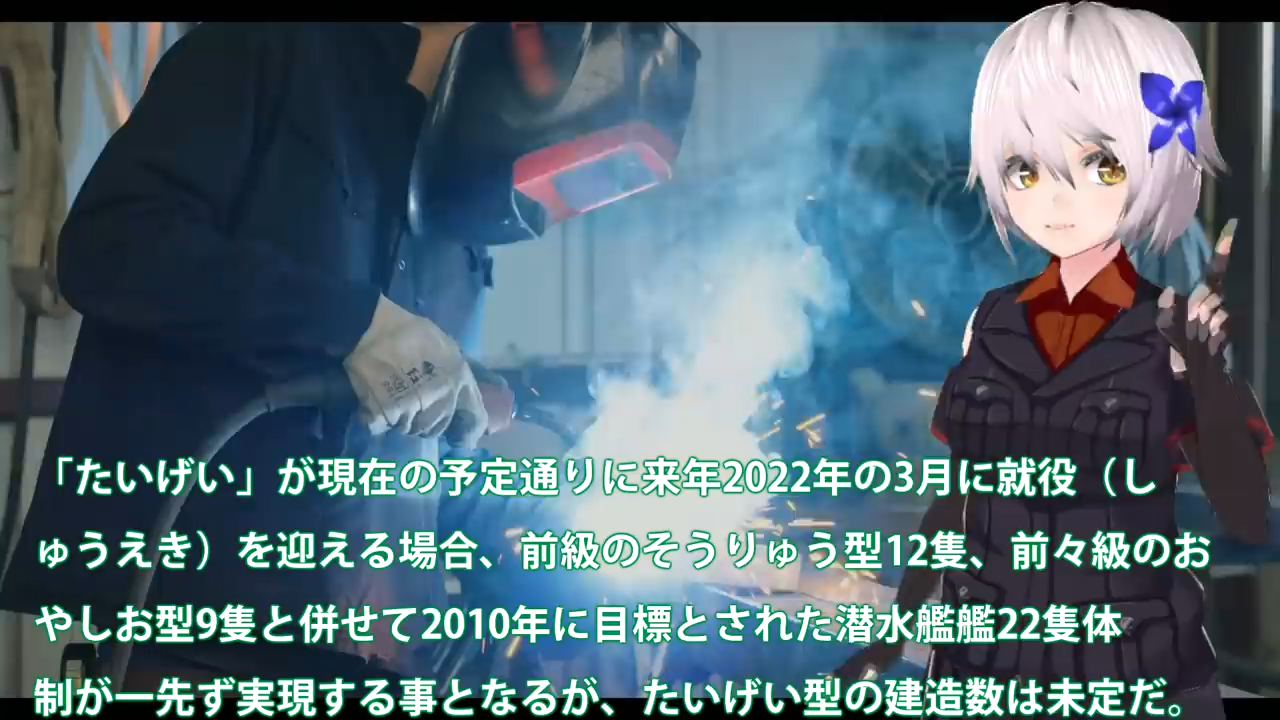 「たいげい」が現在の予定通りに来年2022年の3月に就役（し
ゅうえき）を迎える場合、前級のそうりゅう型12隻、前々級のお
やしお型9隻と併せて2010年に目標とされた潜水艦艦22隻体
制が一先ず実現する事となるが、たいげい型の建造数は未定だ。